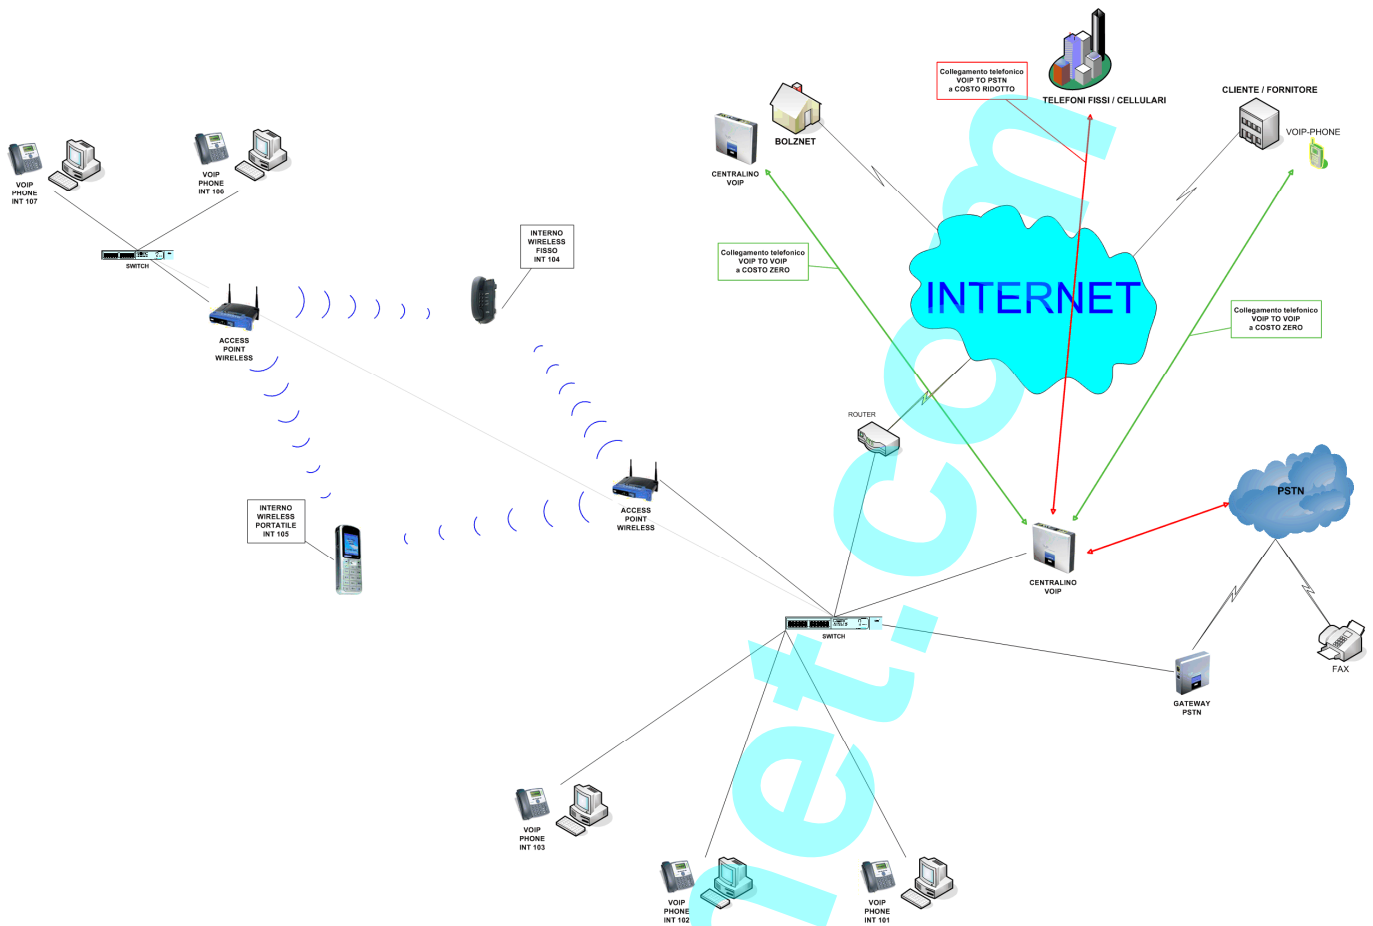 Collegamento telefonico
VOIP TO PSTN
a COSTO RIDOTTO
TELEFONI FISSI / CELLULARI
CLIENTE / FORNITORE
VOIP-PHONE
BOLZNET
CENTRALINO
VOIP
VOIP
PHONE
INT 107
VOIP
PHONE
INT 106
SWITCH
INTERNO
WIRELESS
FISSO
INT 104
Collegamento telefonico
VOIP TO VOIP
a COSTO ZERO
INTERNET
Collegamento telefonico
VOIP TO VOIP
a COSTO ZERO
ACCESS
POINT
WIRELESS
ROUTER
INTERNO
WIRELESS
PORTATILE
INT 105
ACCESS
POINT
WIRELESS
PSTN
CENTRALINO
VOIP
SWITCH
FAX
GATEWAY
PSTN
VOIP
PHONE
INT 103
VOIP
PHONE
INT 102
VOIP
PHONE
INT 101
net.com